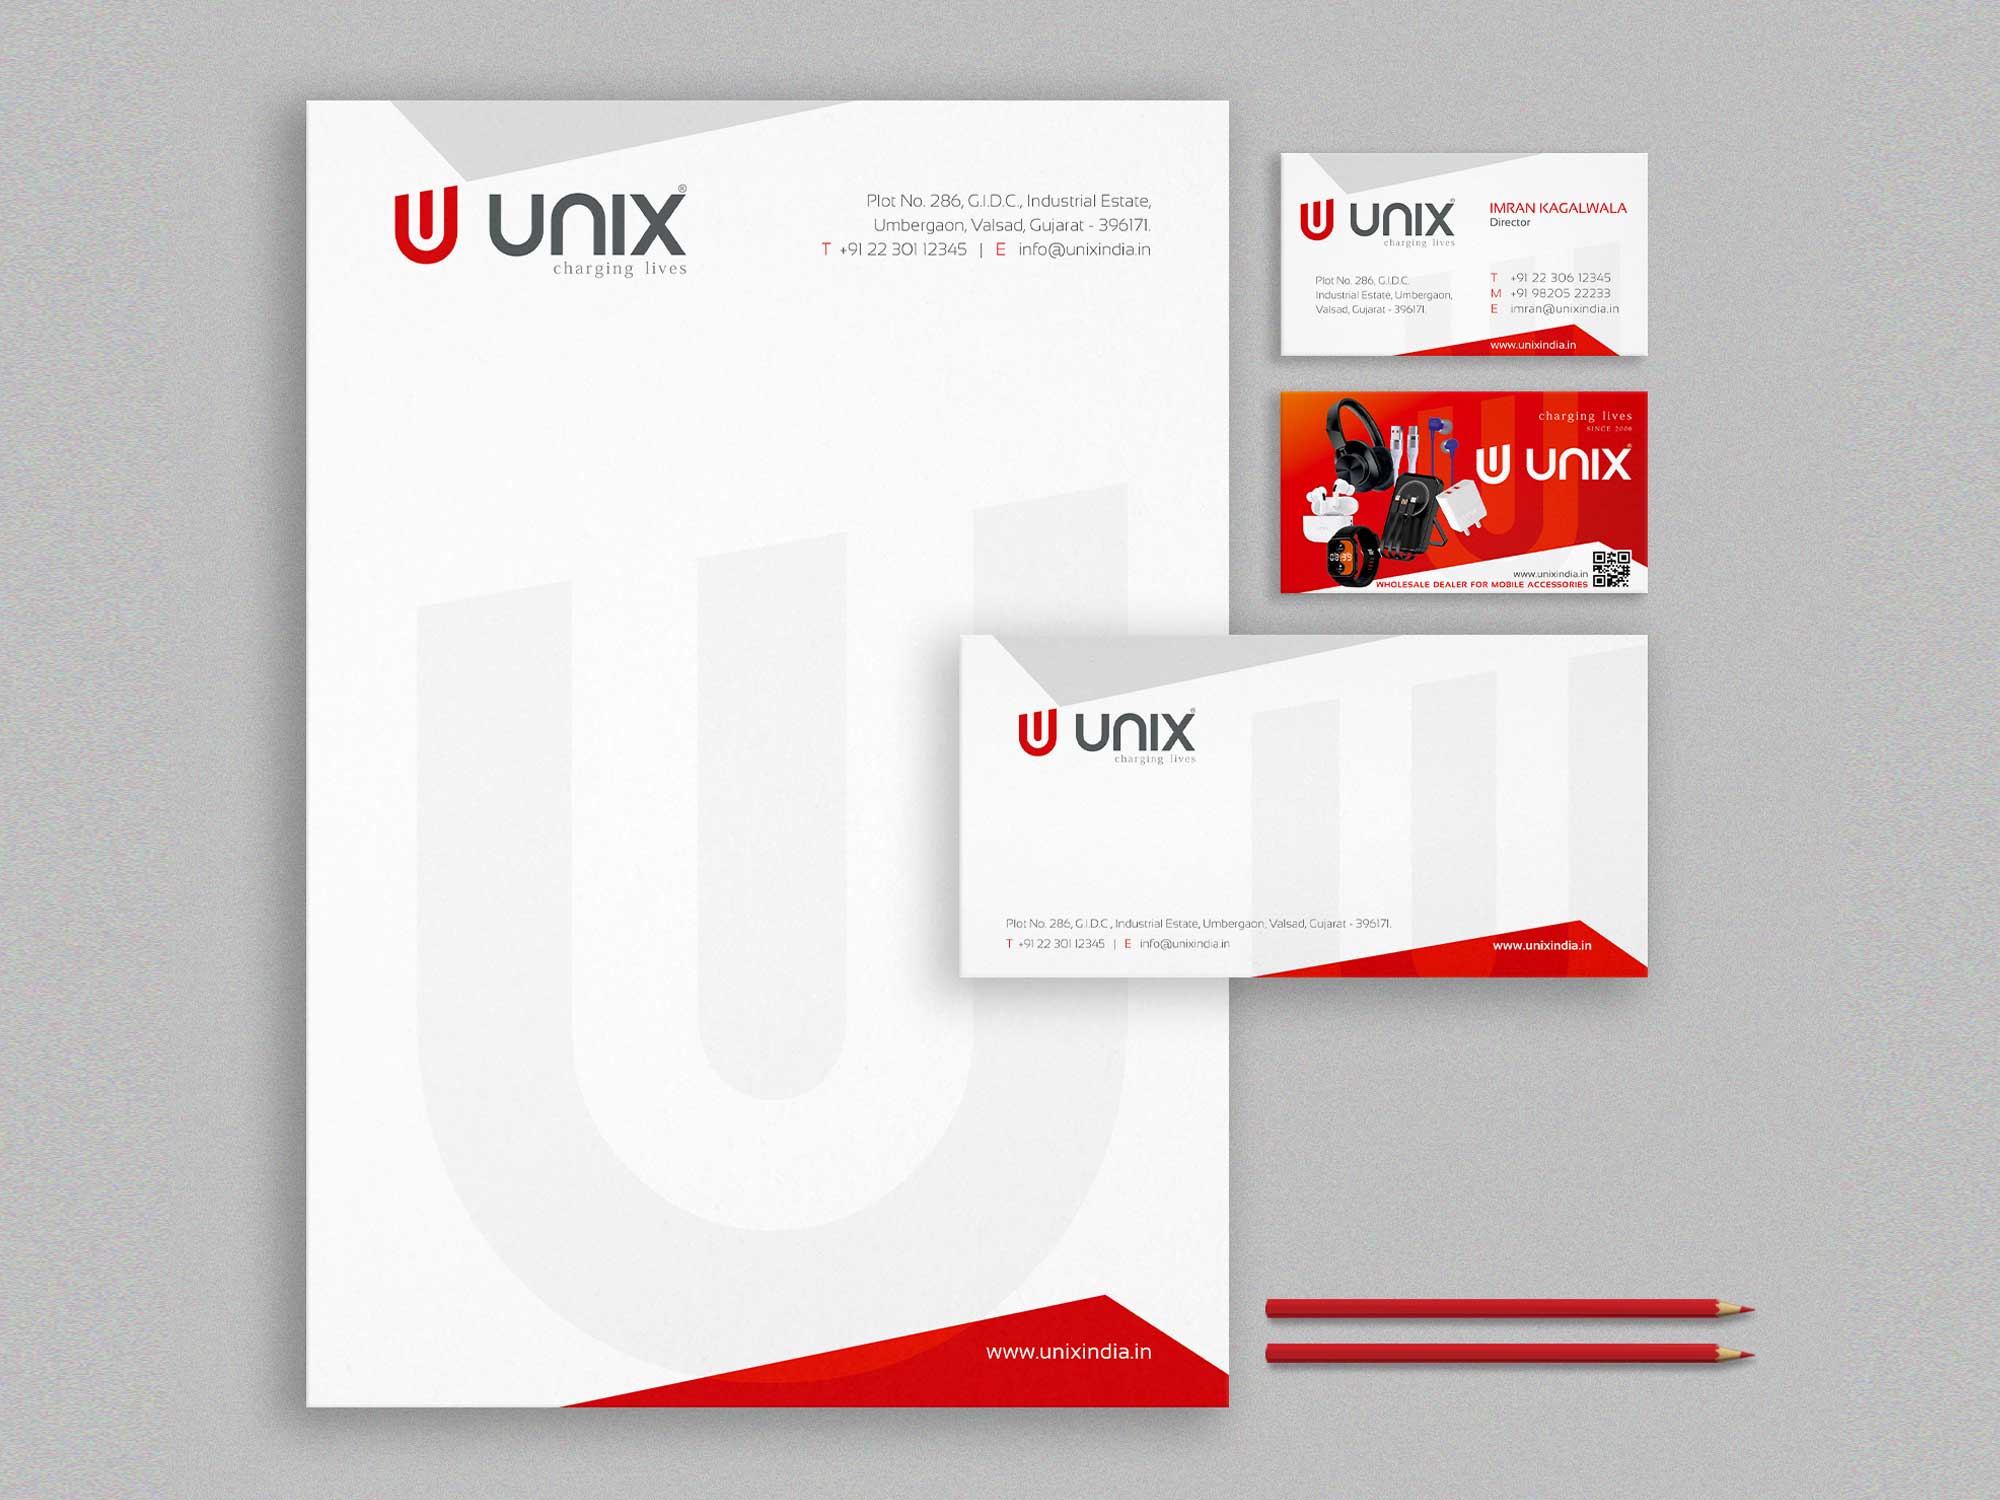 UNIX®
charging lives
Plot No. 286, G.I.D.C., Industrial Estate,
Umbergaon, Valsad, Gujarat - 396171.
T +91 22 301 12345 | E info@unixindia.in
www.unixindia.in
UNIX®
charging lives
IMRAN KAGALWALA
Director
Plot No. 286, G.I.D.C.
Industrial Estate, Umbergaon,
Valsad, Gujarat - 396171.
T +91 22 306 12345
M +91 98205 22233
E imran@unixindia.in
www.unixindia.in
charging lives
SINCE 2006
UNIX®
03:39
www.unixindia.in
WHOLESALE DEALER FOR MOBILE ACCESSORIES
UNIX®
charging lives
Plot No. 286, G.I.D.C., Industrial Estate, Umbergaon, Valsad, Gujarat - 396171.
T +91 22 301 12345 | E info@unixindia.in
www.unixindia.in